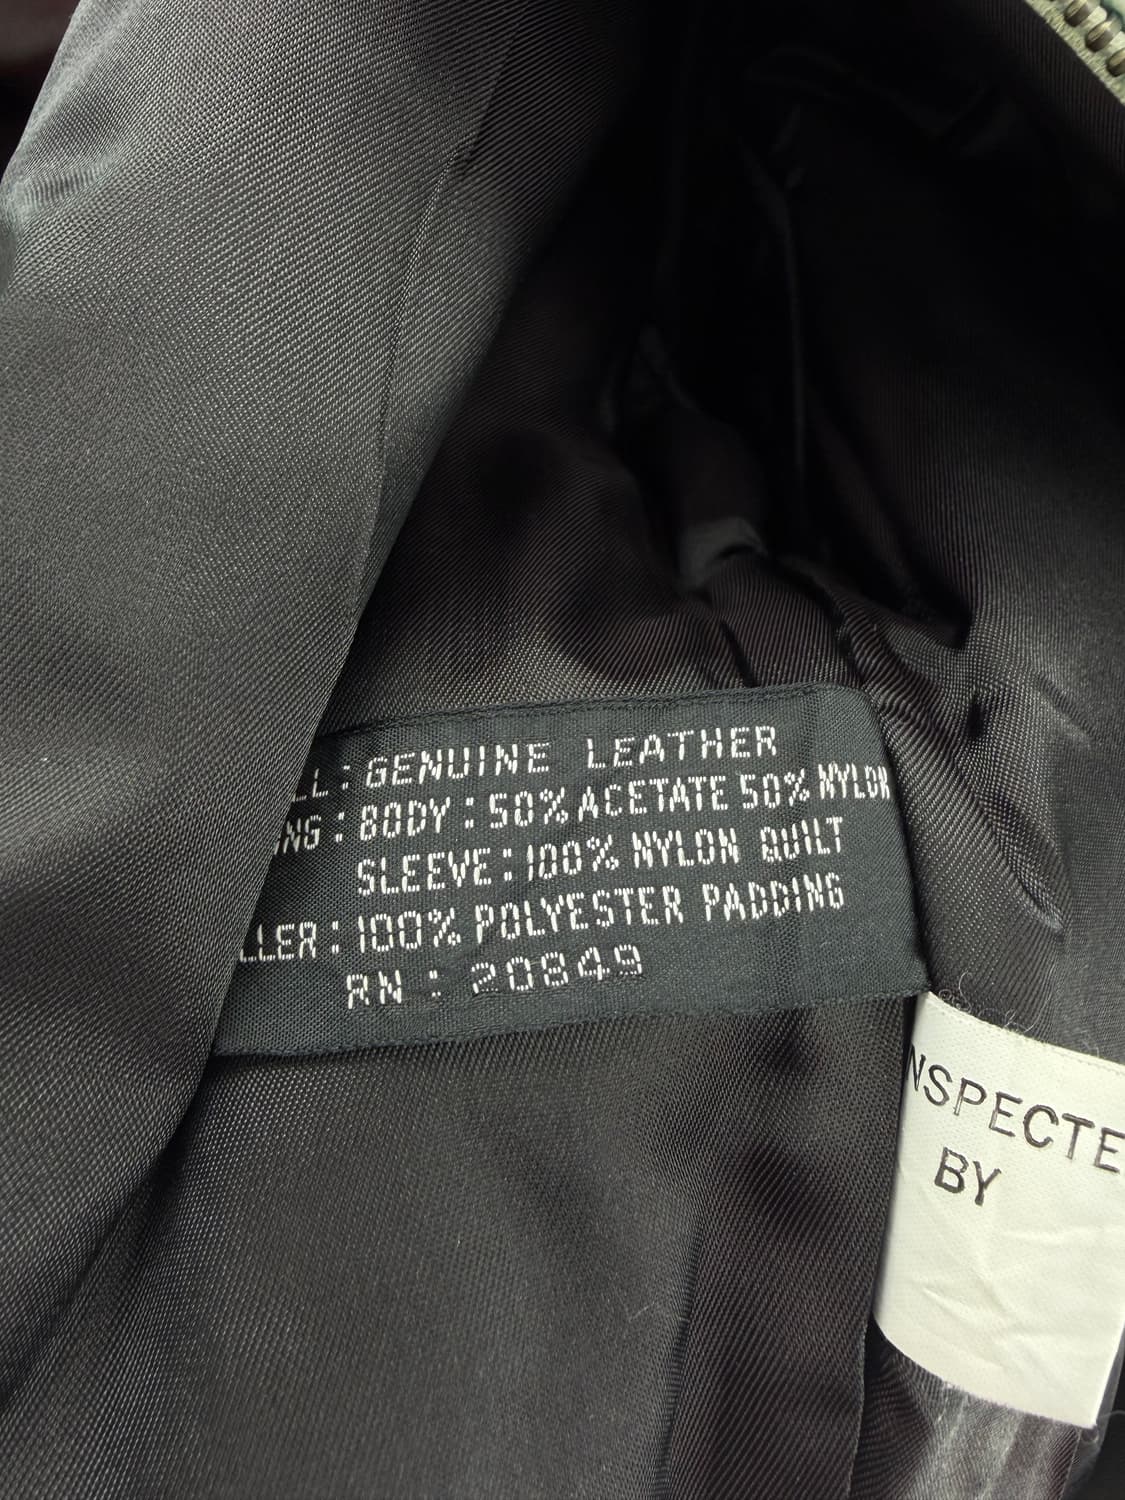 LL: GENUINE LEATHER
NG: BODY: 50% ACETATE 50% NYLON
SLEEVE: 100% NYLON QUILT
LLER: 100% POLYESTER PADDING
RN: 20849
NSPECTE
BY